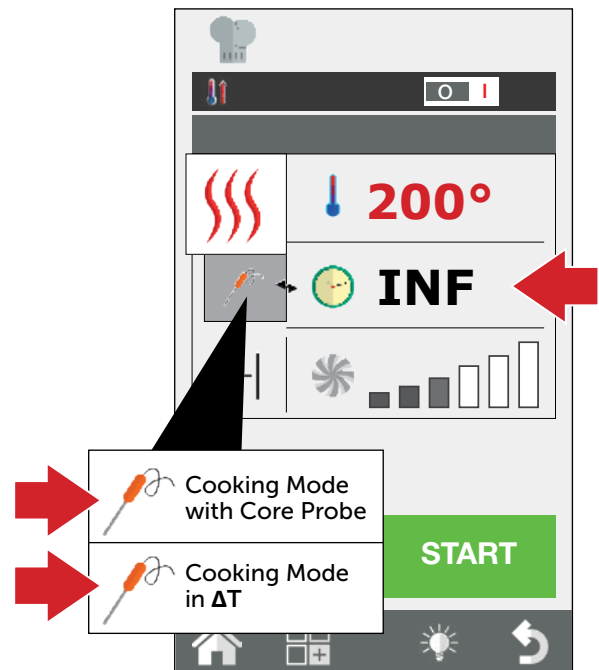 O I
200°
INF
Cooking Mode
with Core Probe
START
Cooking Mode
in ΔT